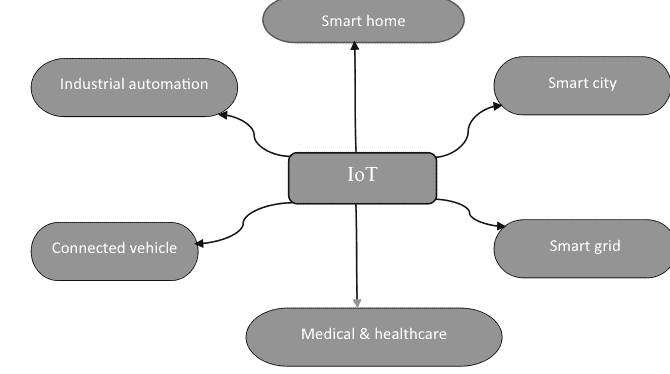 Smart home
Industrial automation
Smart city
IoT
Connected vehicle
Smart grid
Medical & healthcare